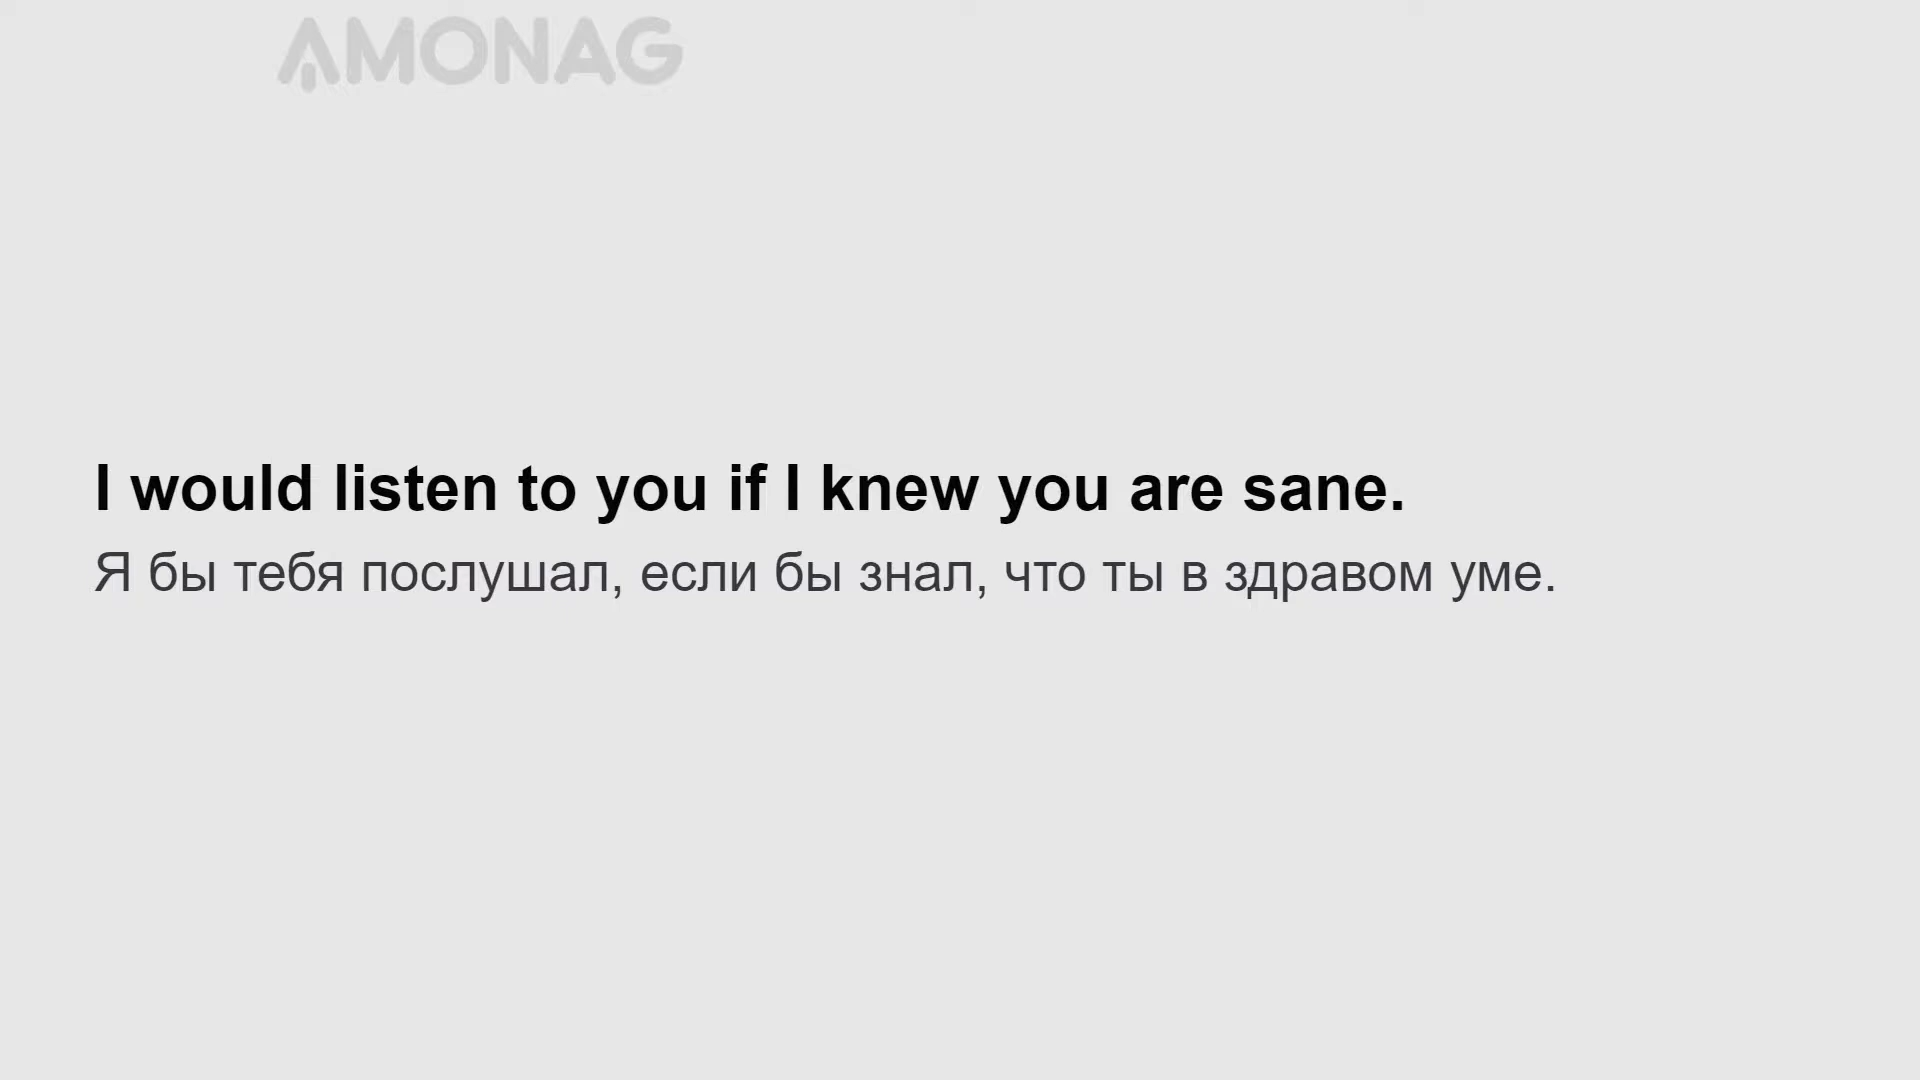 AMONAG
I would listen to you if I knew you are sane.
Я бы тебя послушал, если бы знал, что ты в здравом уме.